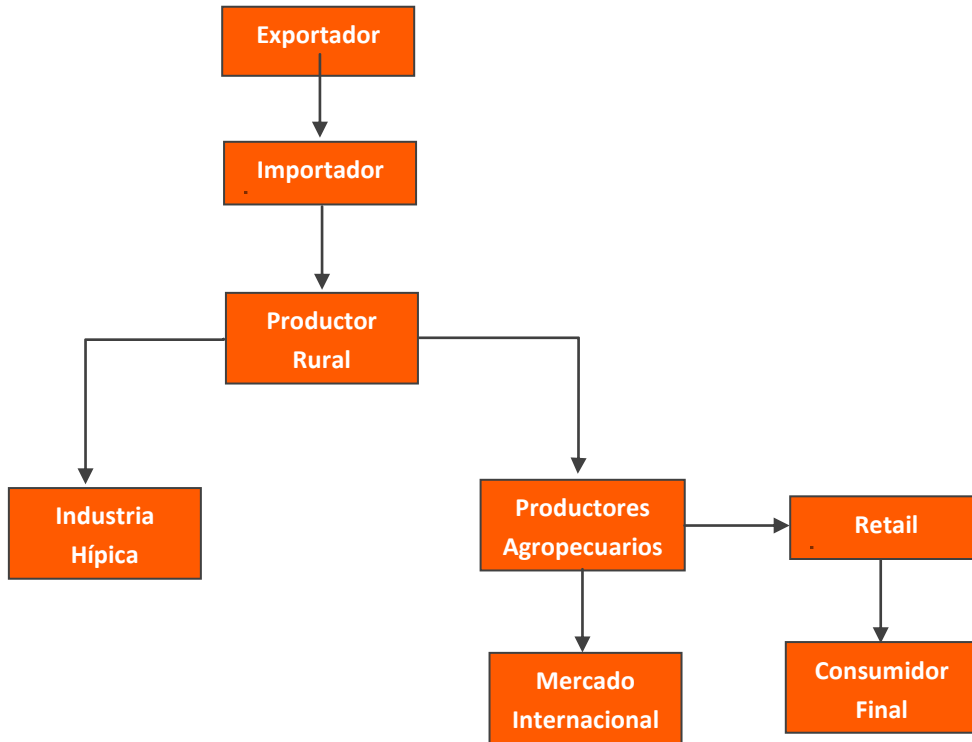 Exportador
Importador
Productor
Rural
Industria
Hípica
Productores
Agropecuarios
Retail
Mercado
Internacional
Consumidor
Final